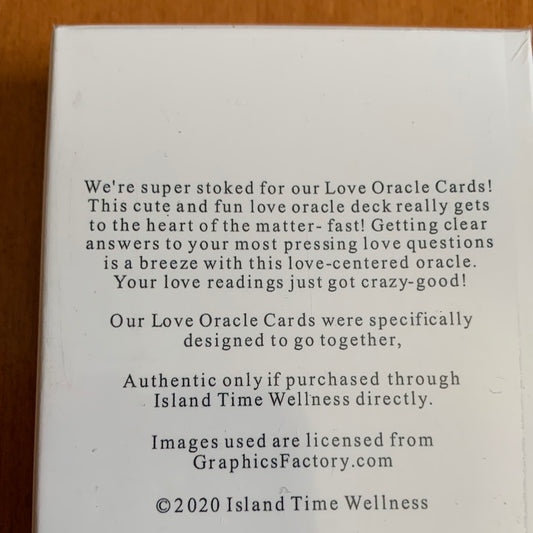 We're super stoked for our Love Oracle Cards!
This cute and fun love oracle deck really gets
to the heart of the matter- fast! Getting clear
answers to your most pressing love questions
is a breeze with this love-centered oracle.
Your love readings just got crazy-good!
Our Love Oracle Cards were specifically
designed to go together,
Authentic only if purchased through
Island Time Wellness directly.
Images used are licensed from
GraphicsFactory.com
©2020 Island Time Wellness